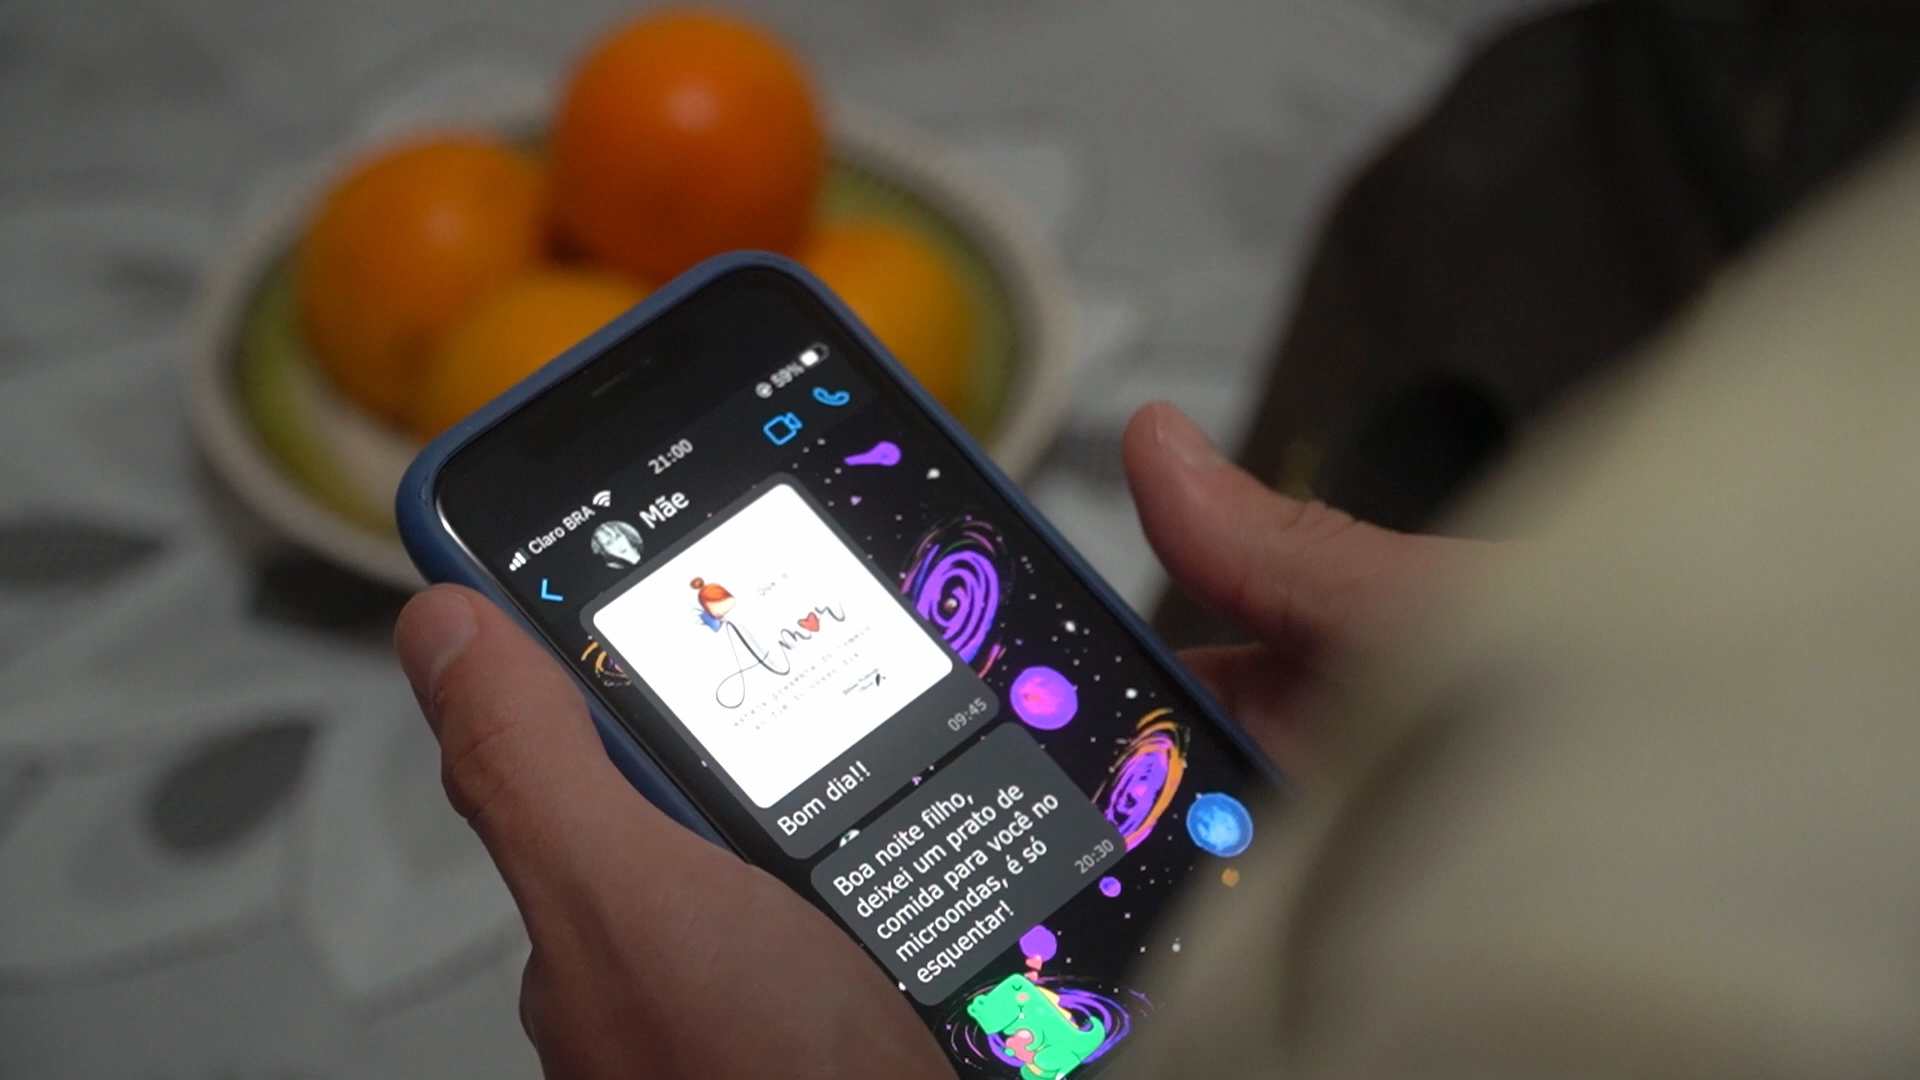 59%
21:00
Claro BRA
Mãe
Que o
Amor
09:45
Bom dia!!
Boa noite filho,
deixei um prato de
comida para você no
microondas, é só
esquentar!
20:30